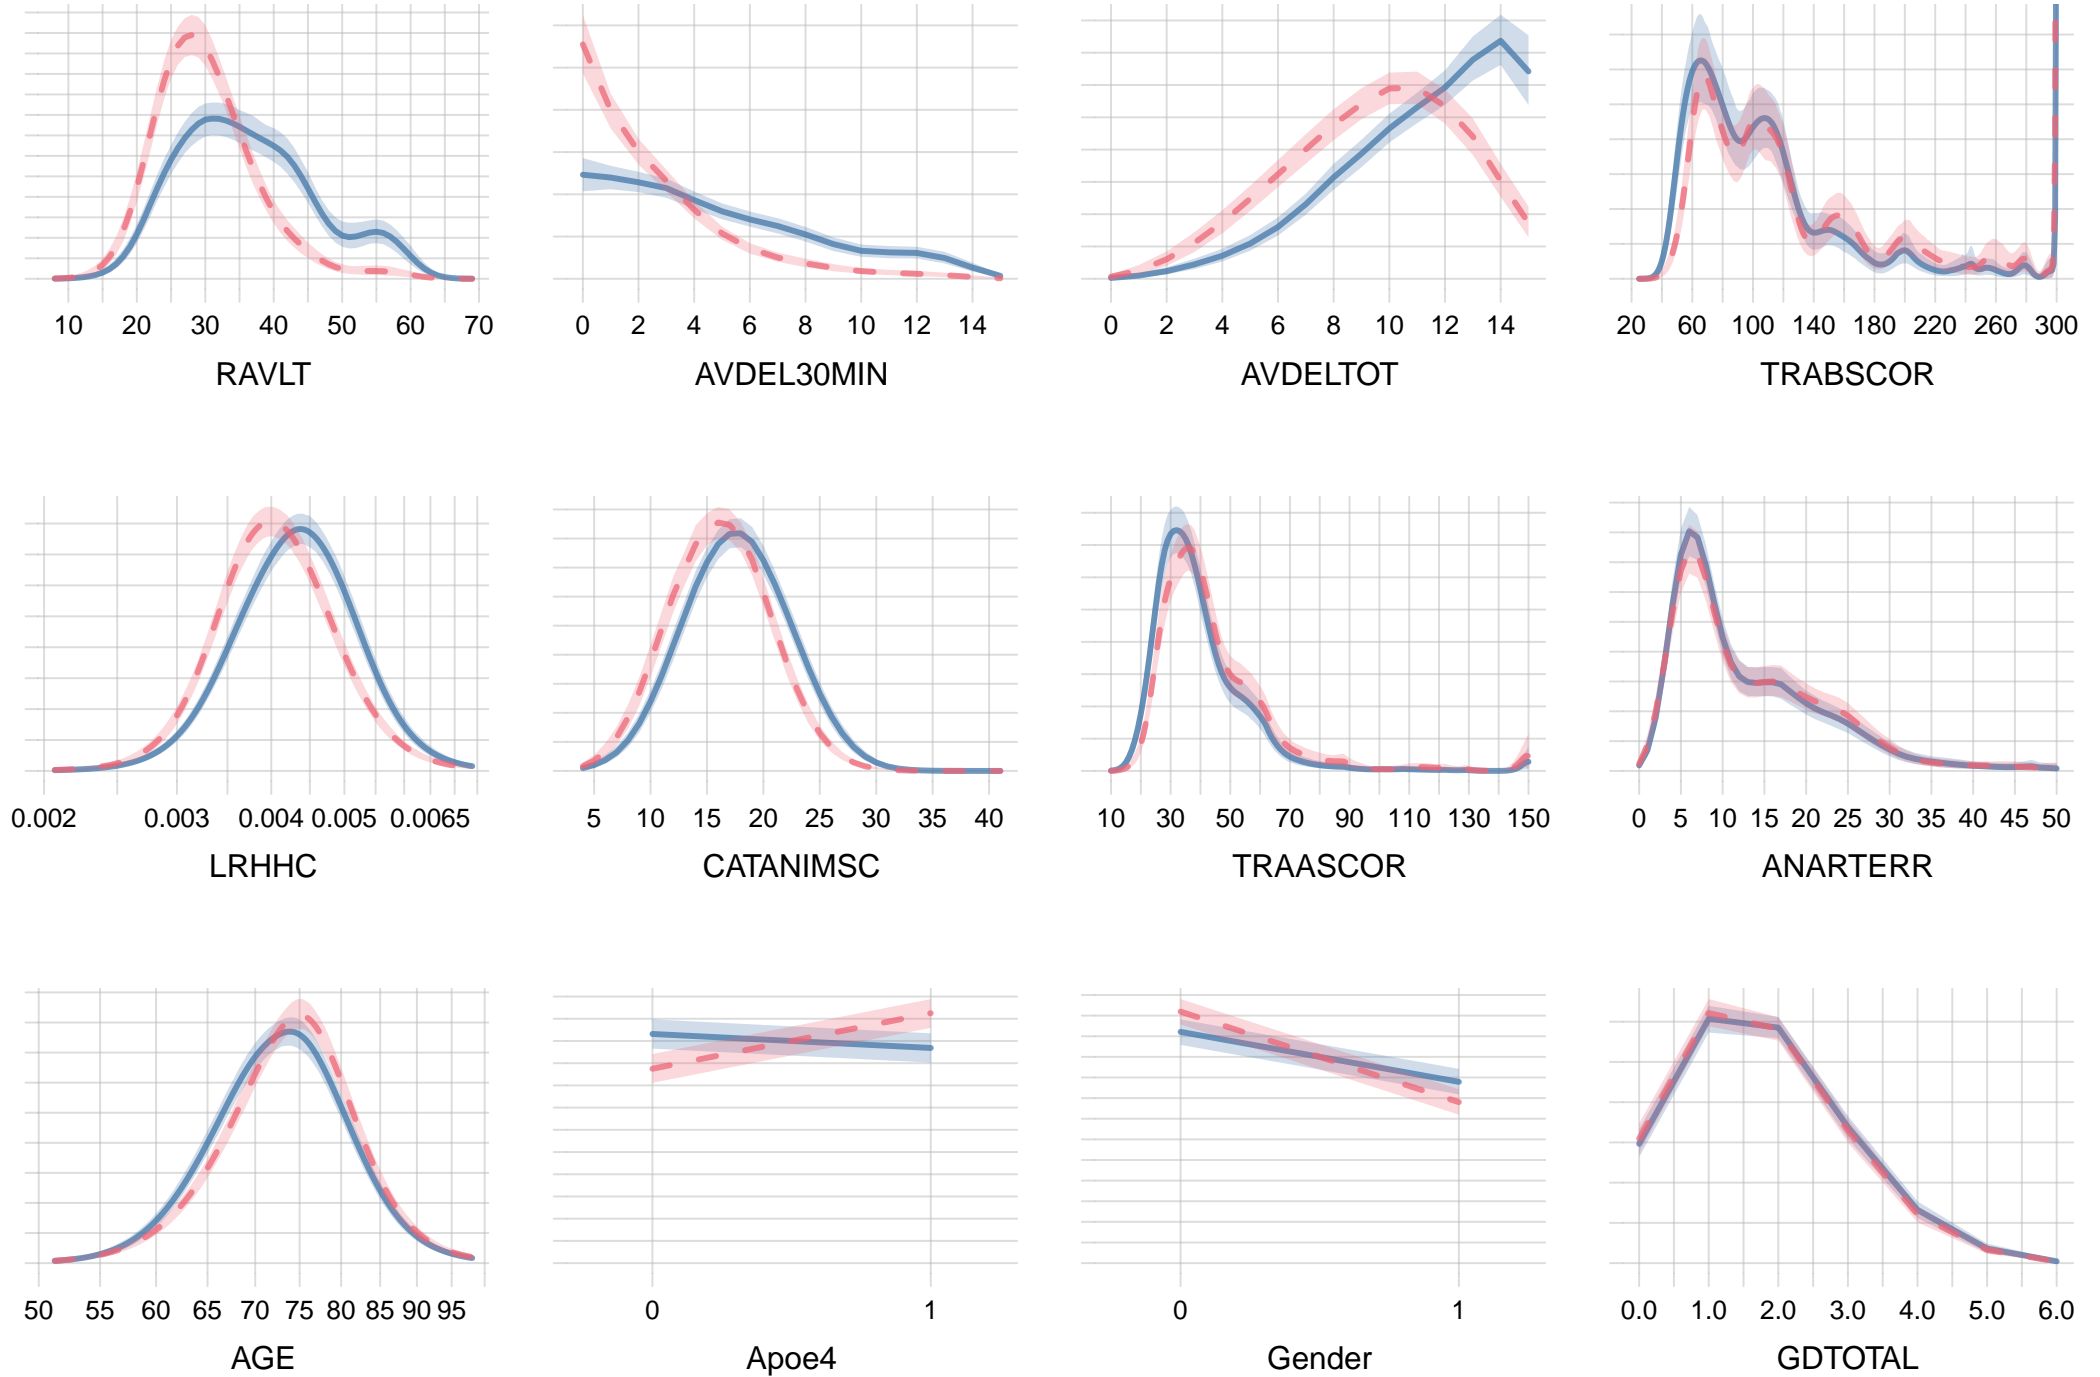 10 20 30 40 50 60 70
0 2 4 6 8 10 12 14
0 2 4 6 8 10 12 14
20 60 100 140 180 220 260 300
RAVLT
AVDEL30MIN
AVDELTOT
TRABSCOR
0.002 0.003 0.004 0.005 0.0065
5 10 15 20 25 30 35 40
10 30 50 70 90 110 130 150
0 5 10 15 20 25 30 35 40 45 50
LRHHC
CATANIMSC
TRAASCOR
ANARTERR
50 55 60 65 70 75 80 85 90 95
0 1
0 1
0.0 1.0 2.0 3.0 4.0 5.0 6.0
AGE
Apoe4
Gender
GDTOTAL